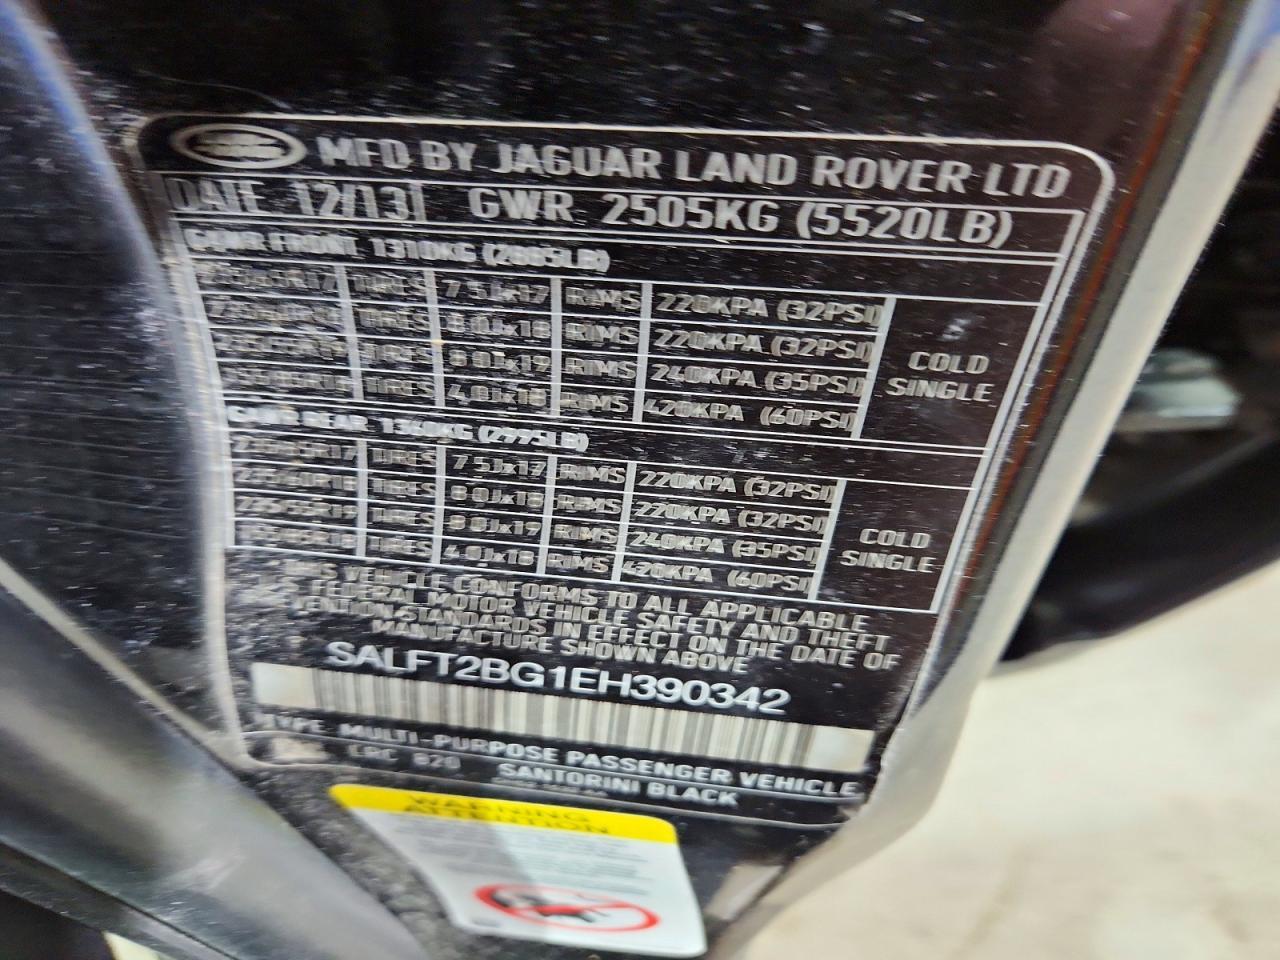 MFD BY JAGUAR LAND ROVER LTD
DATE 12/13 GWR 2505KG (5520LB)
GAWR FRONT 1310KG (2885LB)
TIRES 7.5Jx17 RIMS 220KPA (32PSI)
TIRES 8.0Jx18 RIMS 220KPA (32PSI)
TIRES 8.0Jx19 RIMS 240KPA (35PSI)
TIRES 4.0Jx18 RIMS 420KPA (60PSI)
COLD
SINGLE
GAWR REAR 1360KG (2995LB)
235/65R17 TIRES 7.5Jx17 RIMS 220KPA (32PSI)
235/60R18 TIRES 8.0Jx18 RIMS 220KPA (32PSI)
235/55R19 TIRES 8.0Jx19 RIMS 240KPA (35PSI)
TIRES 4.0Jx18 RIMS 420KPA (60PSI)
COLD
SINGLE
THIS VEHICLE CONFORMS TO ALL APPLICABLE
FEDERAL MOTOR VEHICLE SAFETY AND THEFT
STANDARDS IN EFFECT ON THE DATE OF
MANUFACTURE SHOWN ABOVE
SALFT2BG1EH390342
TYPE MULTI-PURPOSE PASSENGER VEHICLE
CRC 820 SANTORINI BLACK
WARNING
ATTENTION